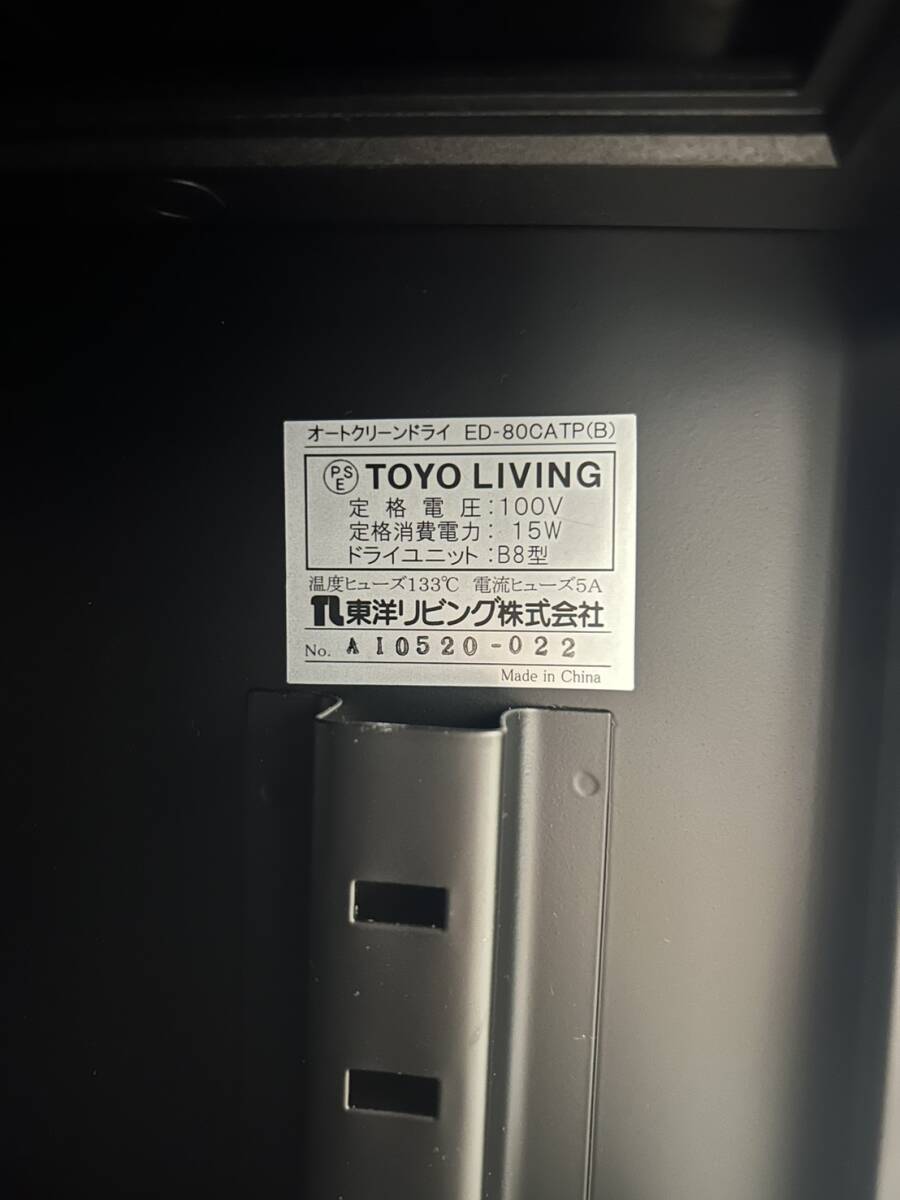 オートクリーンドライ ED-80CATP(B)
PSE TOYO LIVING
定格電圧:100V
定格消費電力: 15W
ドライユニット:B8型
温度ヒューズ133℃ 電流ヒューズ5A
TL東洋リビング株式会社
No. A I0520-022
Made in China